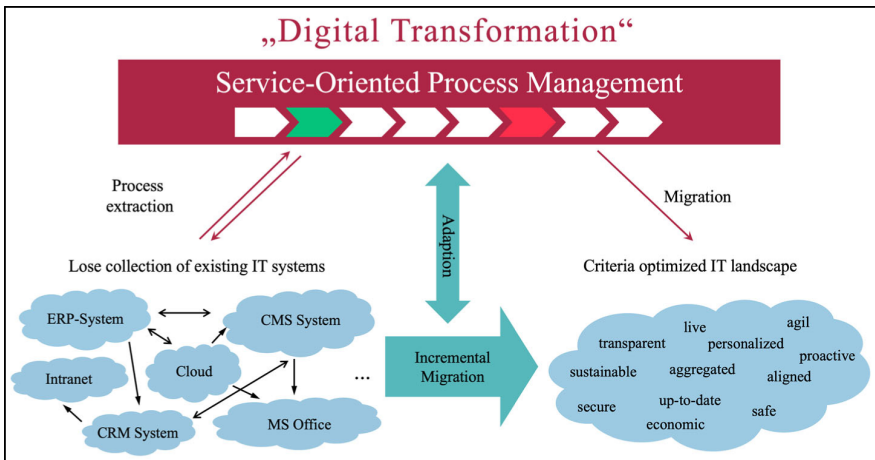 „Digital Transformation“
Service-Oriented Process Management
Process
extraction
Adaption
Migration
Lose collection of existing IT systems
Criteria optimized IT landscape
ERP-System
CMS System
Intranet
Cloud
...
CRM System
MS Office
Incremental
Migration
live
agil
transparent
personalized
proactive
sustainable
aggregated
aligned
secure
up-to-date
safe
economic